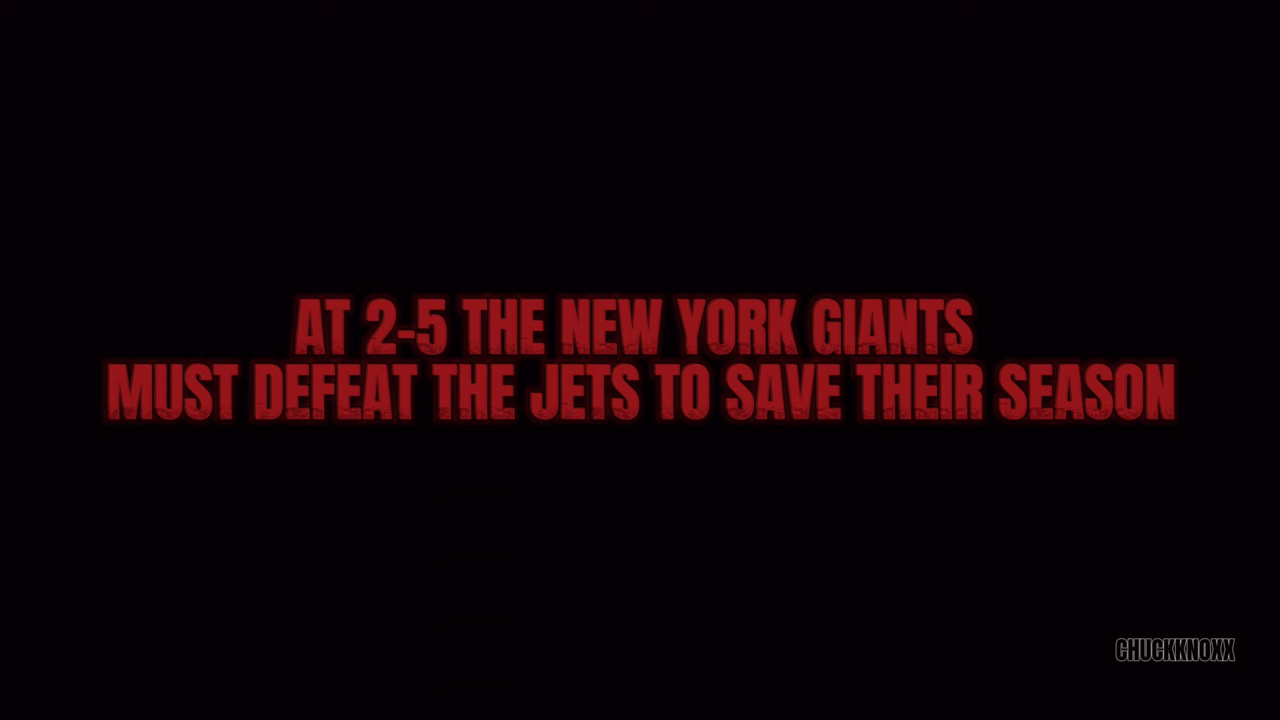 AT 2-5 THE NEW YORK GIANTS
MUST DEFEAT THE JETS TO SAVE THEIR SEASON
CHUCKKNOXX